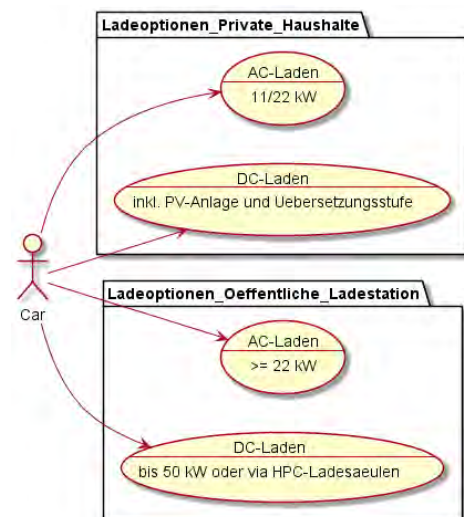 Ladeoptionen_Private_Haushalte
AC-Laden
11/22 kW
DC-Laden
inkl. PV-Anlage und Uebersetzungsstufe
Car
Ladeoptionen_Oeffentliche_Ladestation
AC-Laden
>= 22 kW
DC-Laden
bis 50 kW oder via HPC-Ladesaeulen